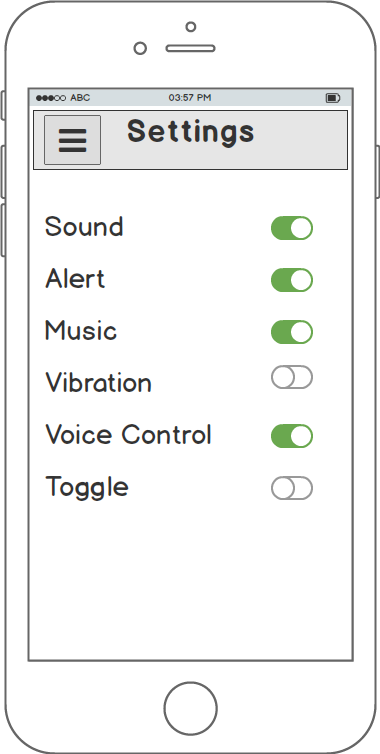 ABC 03:57 PM
Settings
Sound
Alert
Music
Vibration
Voice Control
Toggle